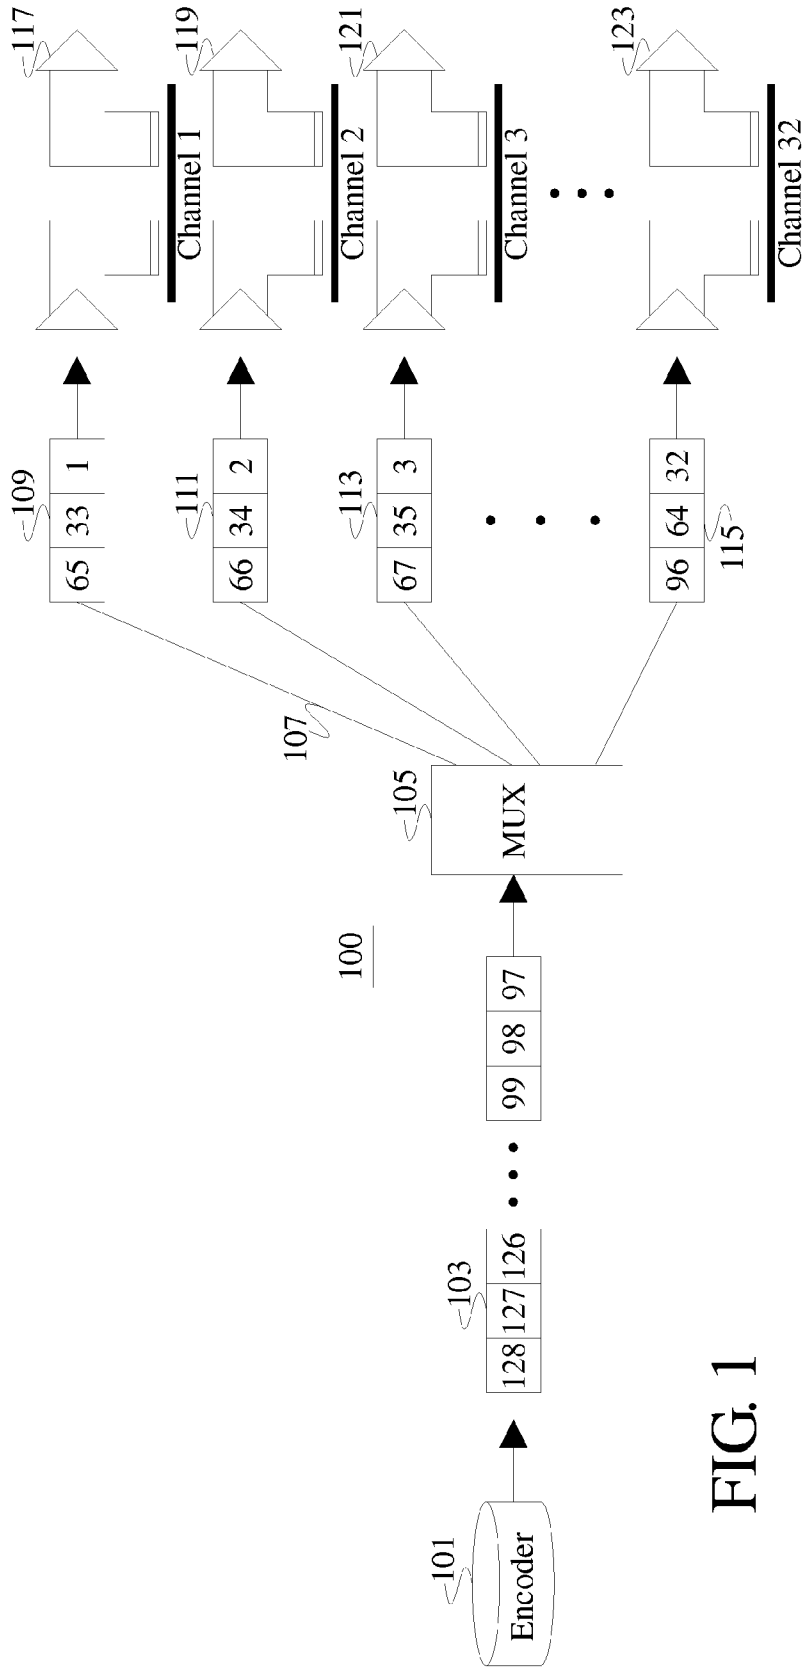 101
Encoder
103
128 127 126
99 98 97
100
105
MUX
107
109
65 33 1
117
Channel 1
111
66 34 2
119
Channel 2
113
67 35 3
121
Channel 3
96 64 32
115
123
Channel 32
FIG. 1